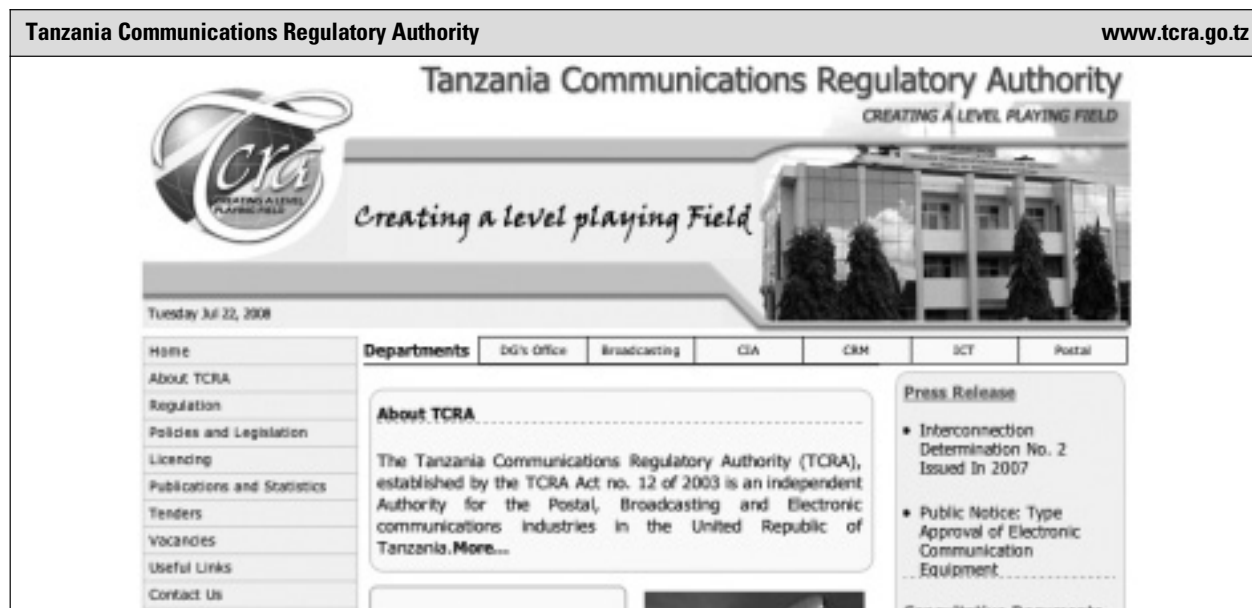 Tanzania Communications Regulatory Authority www.tcra.go.tz
Tanzania Communications Regulatory Authority
CREATING A LEVEL PLAYING FIELD
Tcra
CREATING A LEVEL
PLAYING FIELD
Creating a level playing Field
Tuesday Jul 22, 2008
Home
About TCRA
Regulation
Policies and Legislation
Licencing
Publications and Statistics
Tenders
Vacancies
Useful Links
Contact Us
Departments DG's Office Broadcasting CIA CRM ICT Postal
About TCRA
The Tanzania Communications Regulatory Authority (TCRA),
established by the TCRA Act no. 12 of 2003 is an independent
Authority for the Postal, Broadcasting and Electronic
communications industries in the United Republic of
Tanzania.More...
Press Release
• Interconnection
Determination No. 2
Issued In 2007
• Public Notice: Type
Approval of Electronic
Communication
Equipment